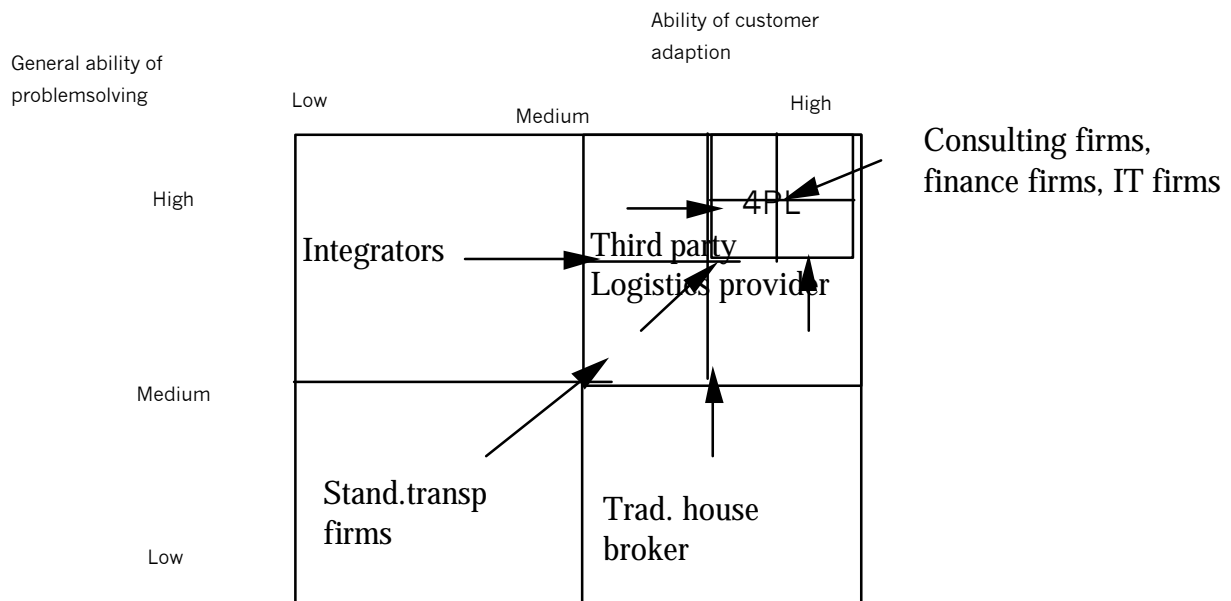 Ability of customer
adaption
General ability of
problemsolving
Low
Medium
High
Consulting firms,
finance firms, IT firms
High
4PL
Integrators
Third party
Logistics provider
Medium
Stand.transp
firms
Trad. house
broker
Low